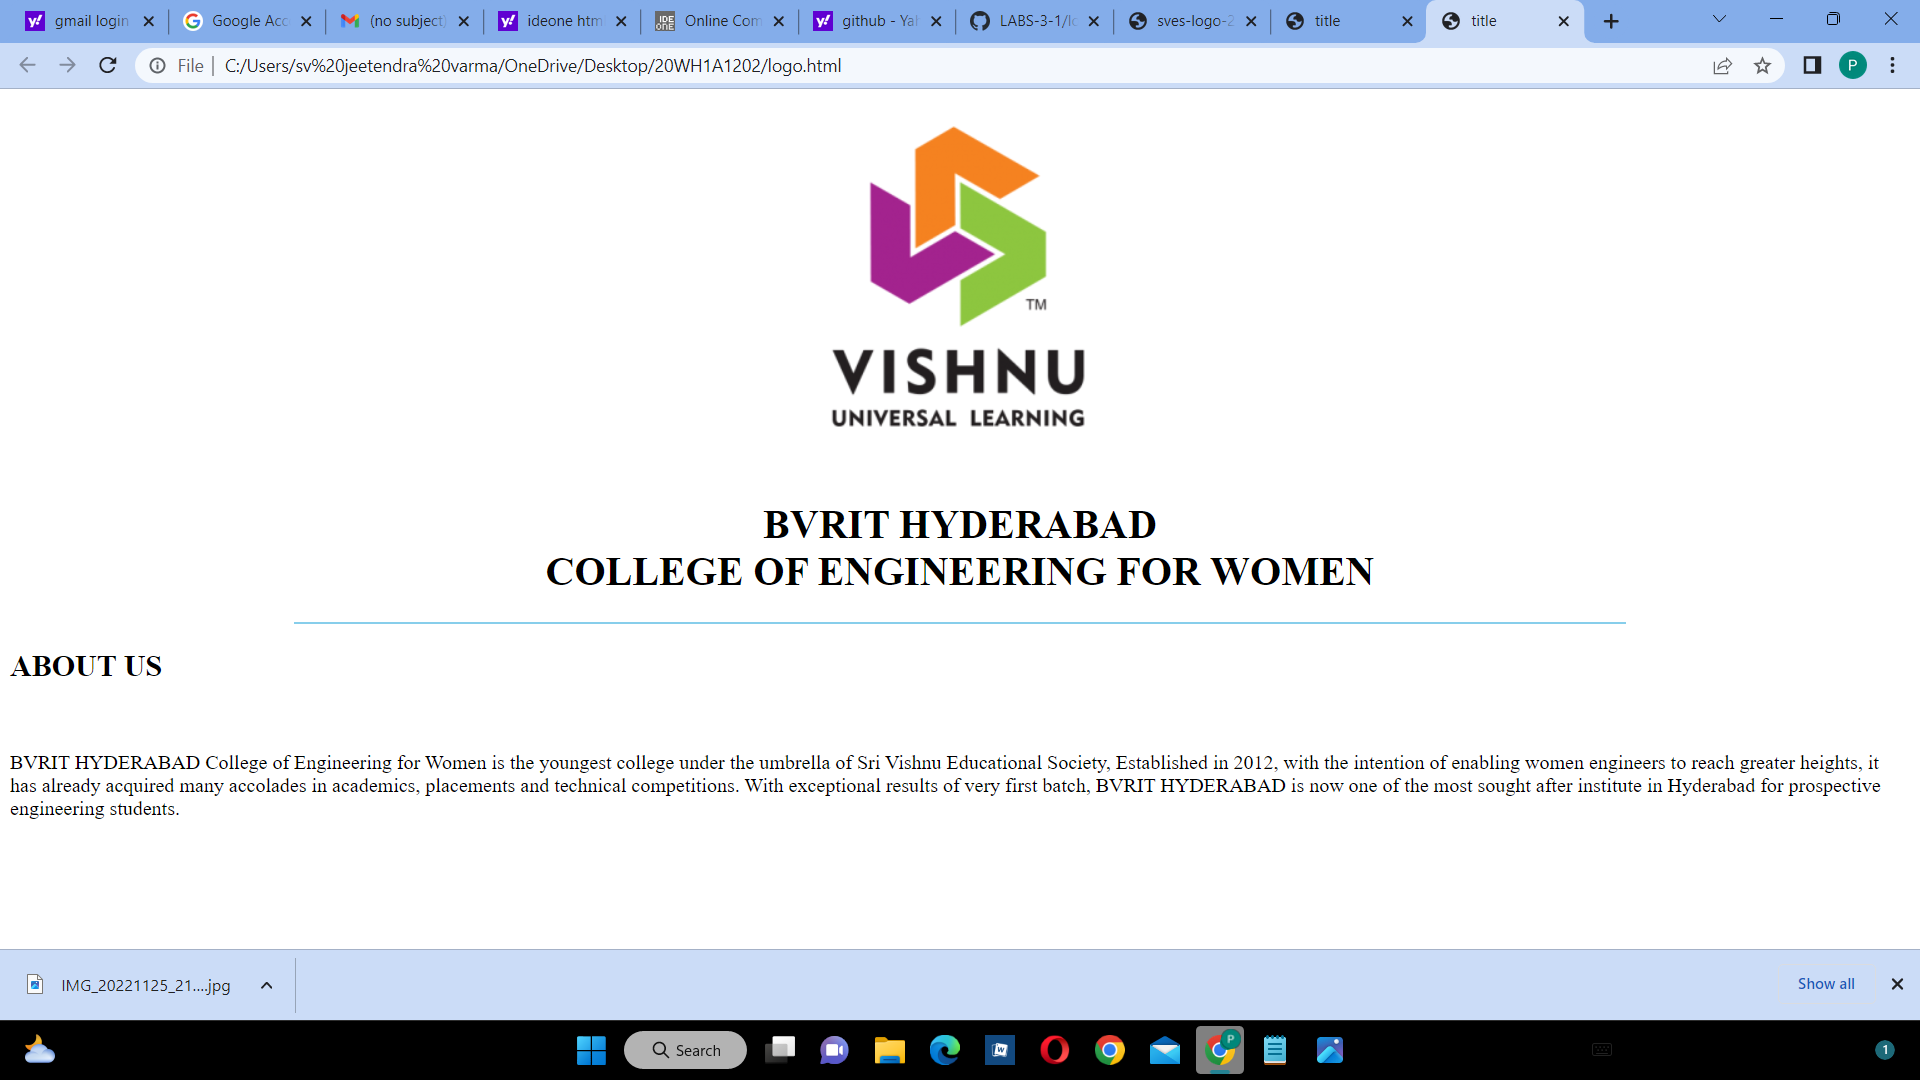 gmail login
Google Acc
(no subject)
ideone htm
Online Com
github - Yah
LABS-3-1/lo
sves-logo-2
title
title
File
C:/Users/sv%20jeetendra%20varma/OneDrive/Desktop/20WH1A1202/logo.html
P
TM
VISHNU
UNIVERSAL LEARNING
BVRIT HYDERABAD
COLLEGE OF ENGINEERING FOR WOMEN
ABOUT US
BVRIT HYDERABAD College of Engineering for Women is the youngest college under the umbrella of Sri Vishnu Educational Society, Established in 2012, with the intention of enabling women engineers to reach greater heights, it
has already acquired many accolades in academics, placements and technical competitions. With exceptional results of very first batch, BVRIT HYDERABAD is now one of the most sought after institute in Hyderabad for prospective
engineering students.
IMG_20221125_21....jpg
Show all
Search
1